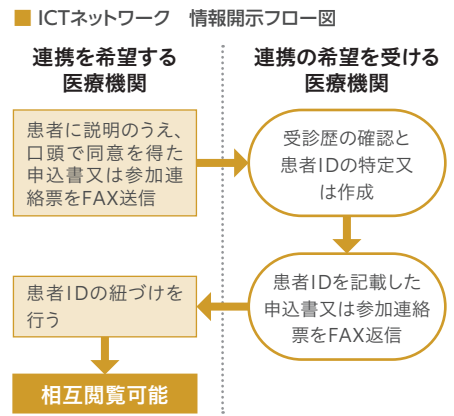 ■ ICTネットワーク　情報開示フロー図
連携を希望する
医療機関
連携の希望を受ける
医療機関
患者に説明のうえ、
口頭で同意を得た
申込書又は参加連
絡票をFAX送信
受診歴の確認と
患者IDの特定又
は作成
患者IDを記載した
申込書又は参加連絡
票をFAX返信
患者IDの紐づけを
行う
相互閲覧可能